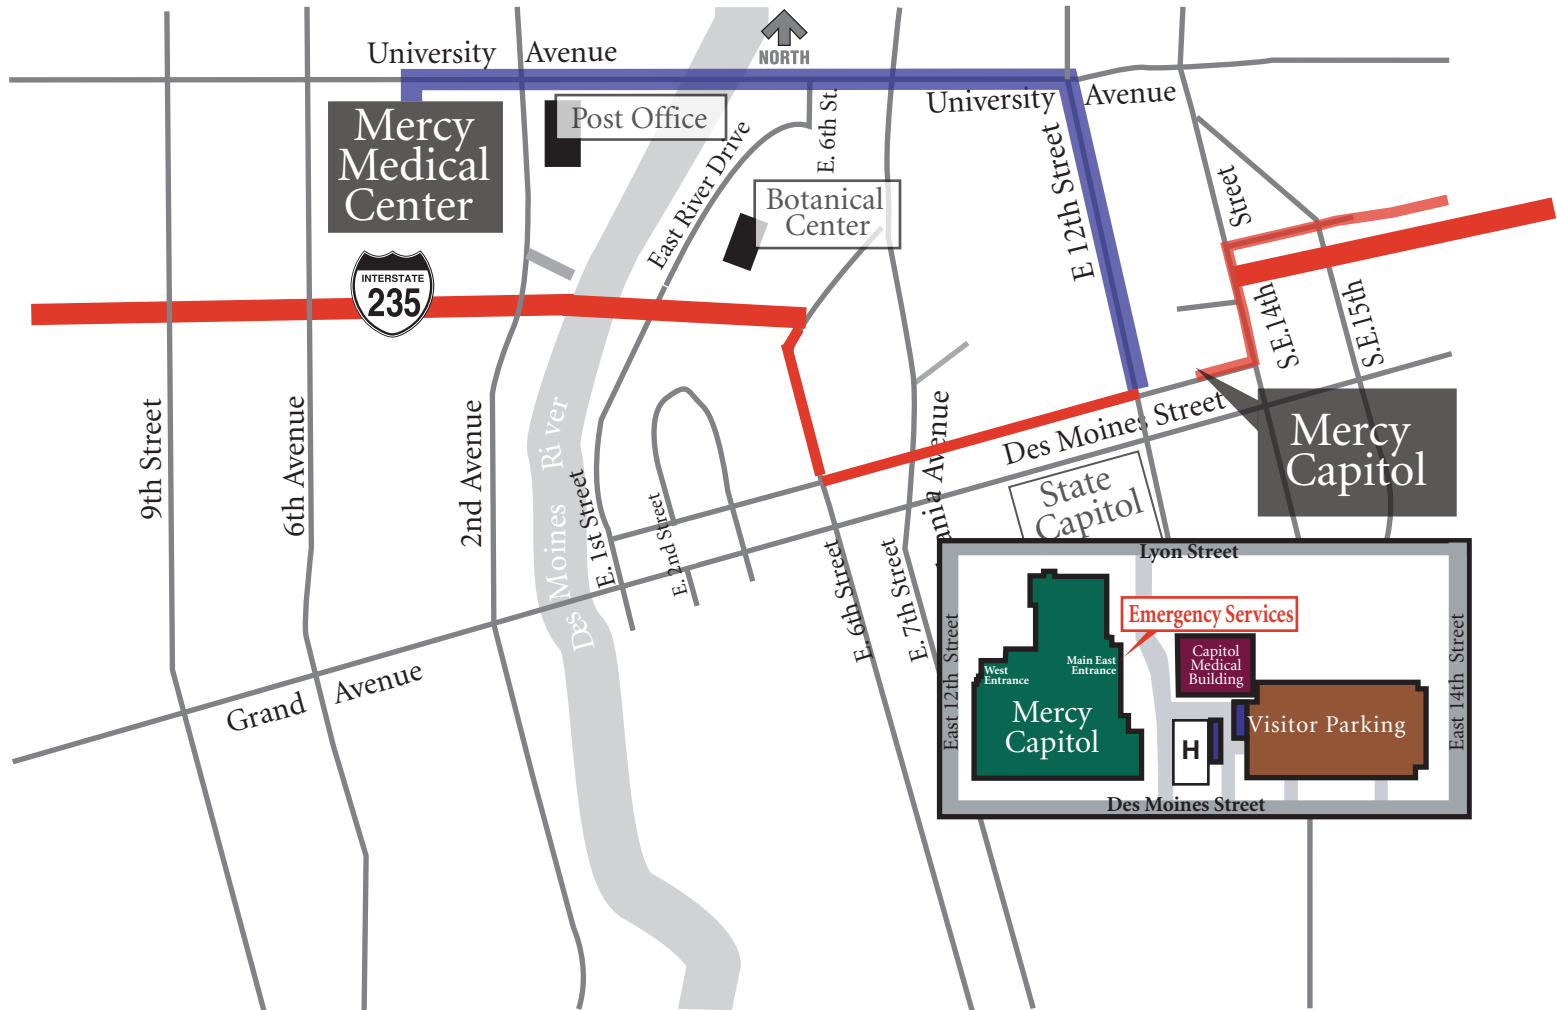 NORTH
University Avenue
University Avenue
Mercy
Medical
Center
Post Office
E. 6th St.
East River Drive
Botanical
Center
E 12th Street
Street
S.E.14th
S.E.15th
INTERSTATE
235
9th Street
6th Avenue
2nd Avenue
Des Moines River
E. 1st Street
E. 2nd Street
E. 6th Street
E. 7th Street
ania Avenue
Des Moines Street
Mercy
Capitol
State
Capitol
Grand Avenue
Lyon Street
East 12th Street
East 14th Street
Emergency Services
West
Entrance
Main East
Entrance
Mercy
Capitol
Capitol
Medical
Building
H
Visitor Parking
Des Moines Street